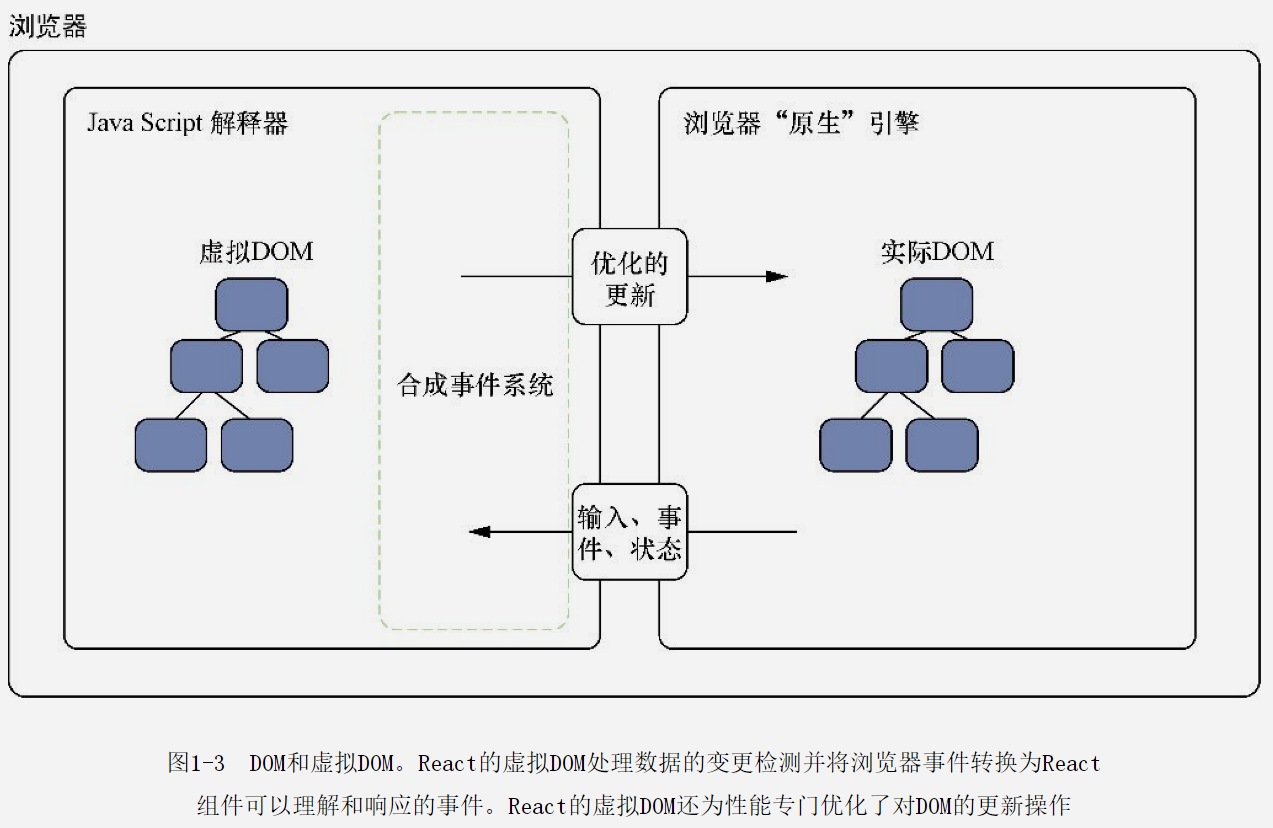 浏览器
Java Script 解释器
浏览器“原生”引擎
虚拟DOM
优化的
更新
实际DOM
合成事件系统
输入、事
件、状态
图1-3 DOM和虚拟DOM。React的虚拟DOM处理数据的变更检测并将浏览器事件转换为React
组件可以理解和响应的事件。React的虚拟DOM还为性能专门优化了对DOM的更新操作